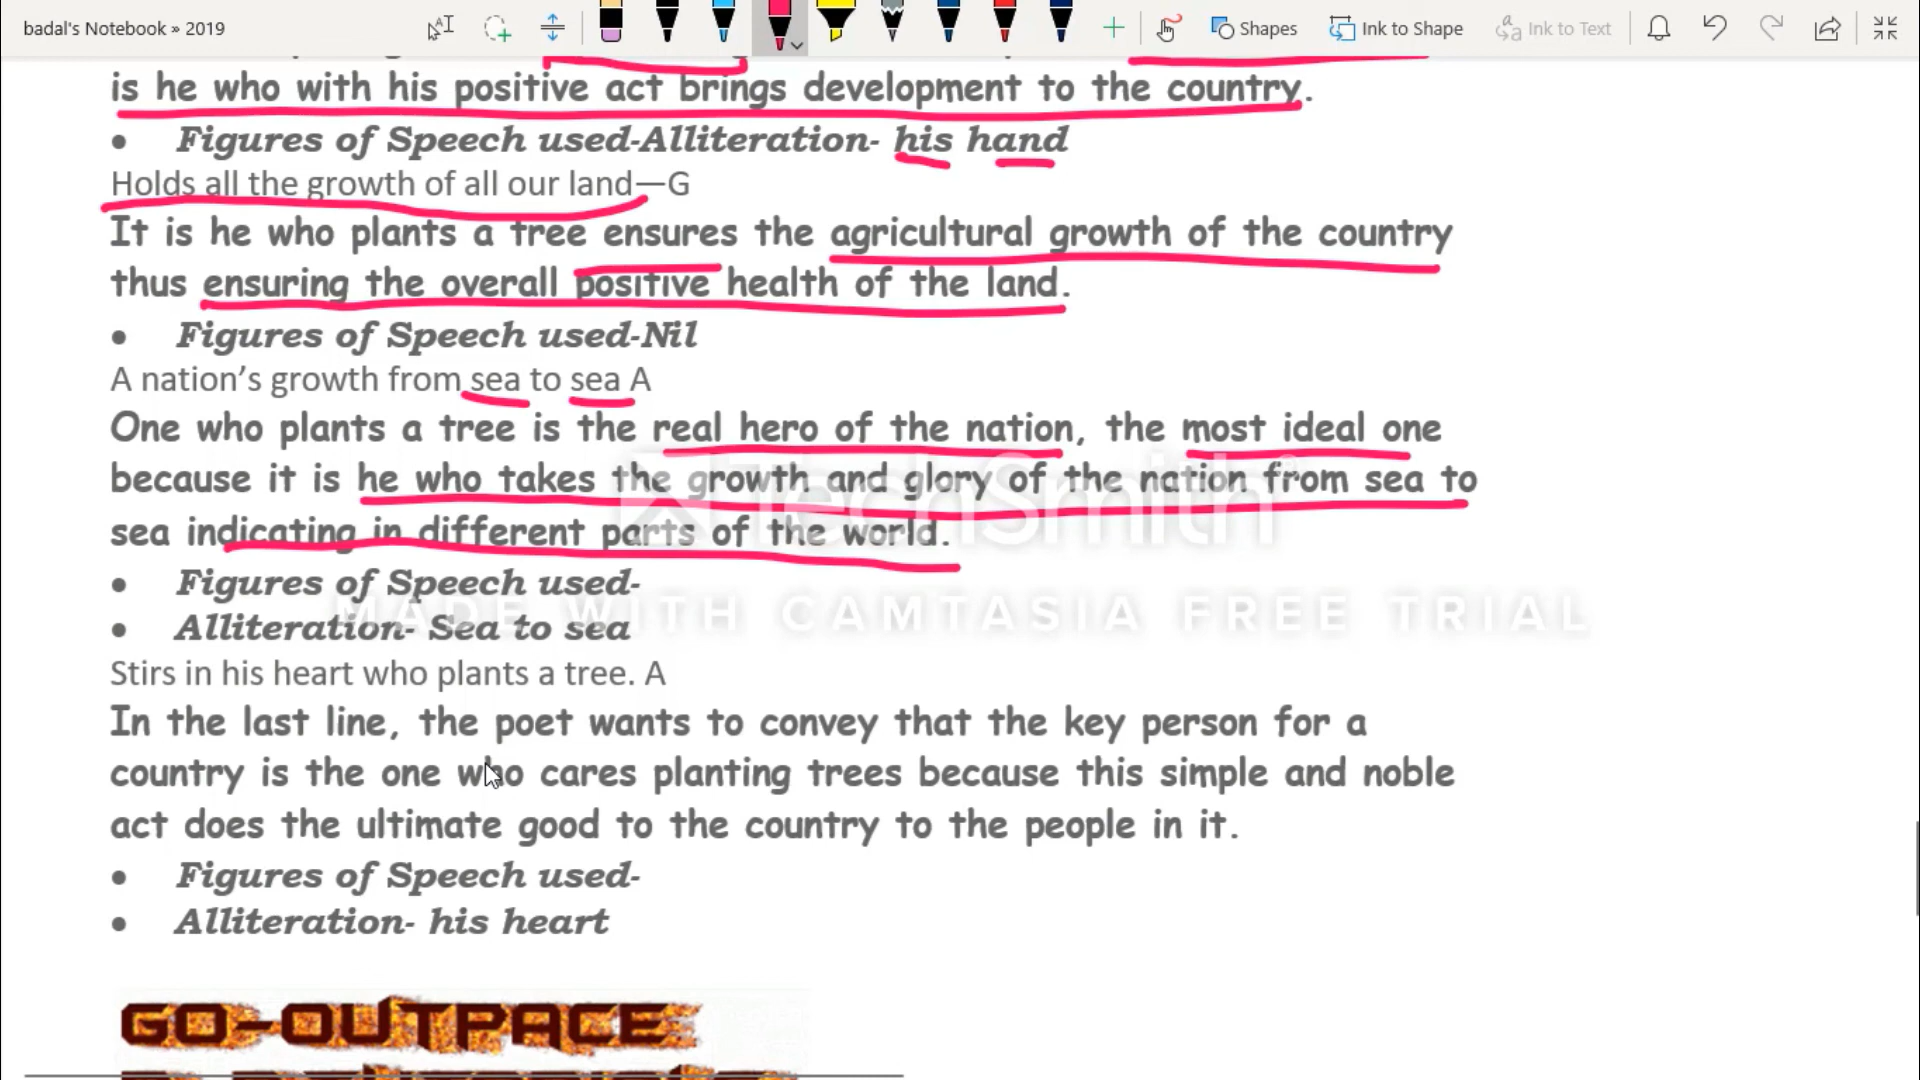 badal's Notebook » 2019
Shapes
Ink to Shape
Ink to Text
is he who with his positive act brings development to the country.
• Figures of Speech used-Alliteration- his hand
Holds all the growth of all our land—G
It is he who plants a tree ensures the agricultural growth of the country
thus ensuring the overall positive health of the land.
• Figures of Speech used-Nil
A nation's growth from sea to sea A
One who plants a tree is the real hero of the nation, the most ideal one
because it is he who takes the growth and glory of the nation from sea to
sea indicating in different parts of the world.
TechSmith
MADE WITH CAMTASIA FREE TRIAL
• Figures of Speech used-
• Alliteration- Sea to sea
Stirs in his heart who plants a tree. A
In the last line, the poet wants to convey that the key person for a
country is the one who cares planting trees because this simple and noble
act does the ultimate good to the country to the people in it.
• Figures of Speech used-
• Alliteration- his heart
GO-OUTPACE